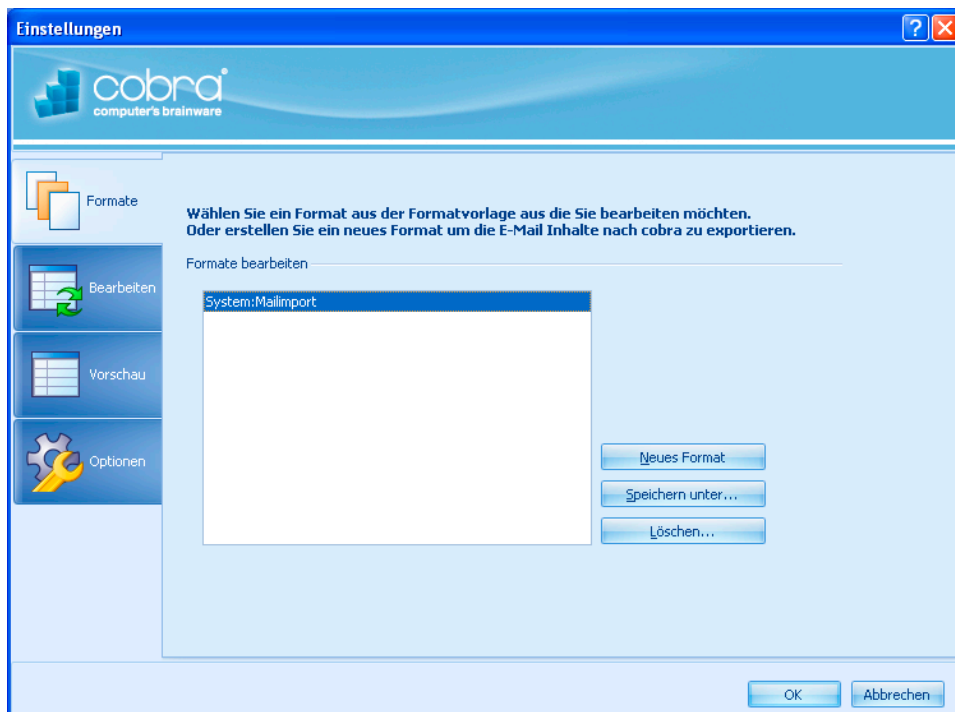 Einstellungen
cobra
computer's brainware
Formate
Bearbeiten
Vorschau
Optionen
Wählen Sie ein Format aus der Formatvorlage aus die Sie bearbeiten möchten.
Oder erstellen Sie ein neues Format um die E-Mail Inhalte nach cobra zu exportieren.
Formate bearbeiten
System:Mailimport
Neues Format
Speichern unter...
Löschen...
OK
Abbrechen